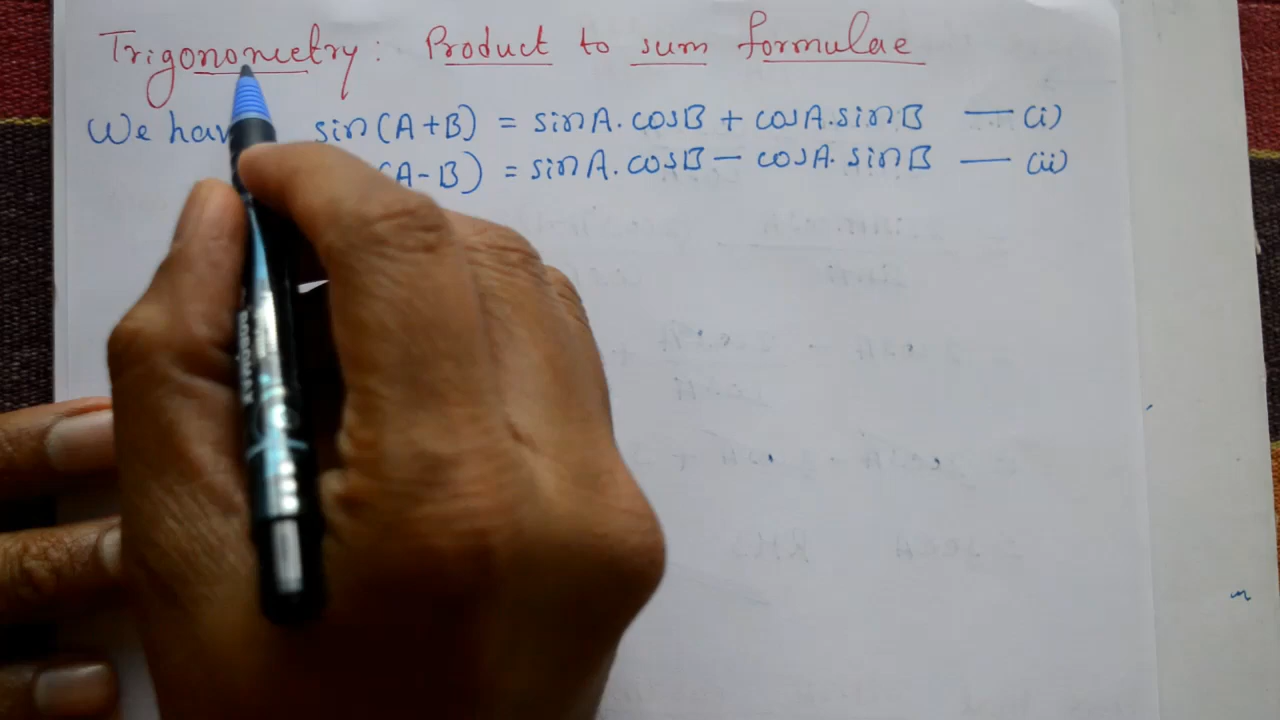 Trigonometry: Product to sum formulae
We hav sin(A+B) = sinA.cosB + cosA.sinB — (i)
(A-B) = sinA.cosB — cosA.sinB — (ii)